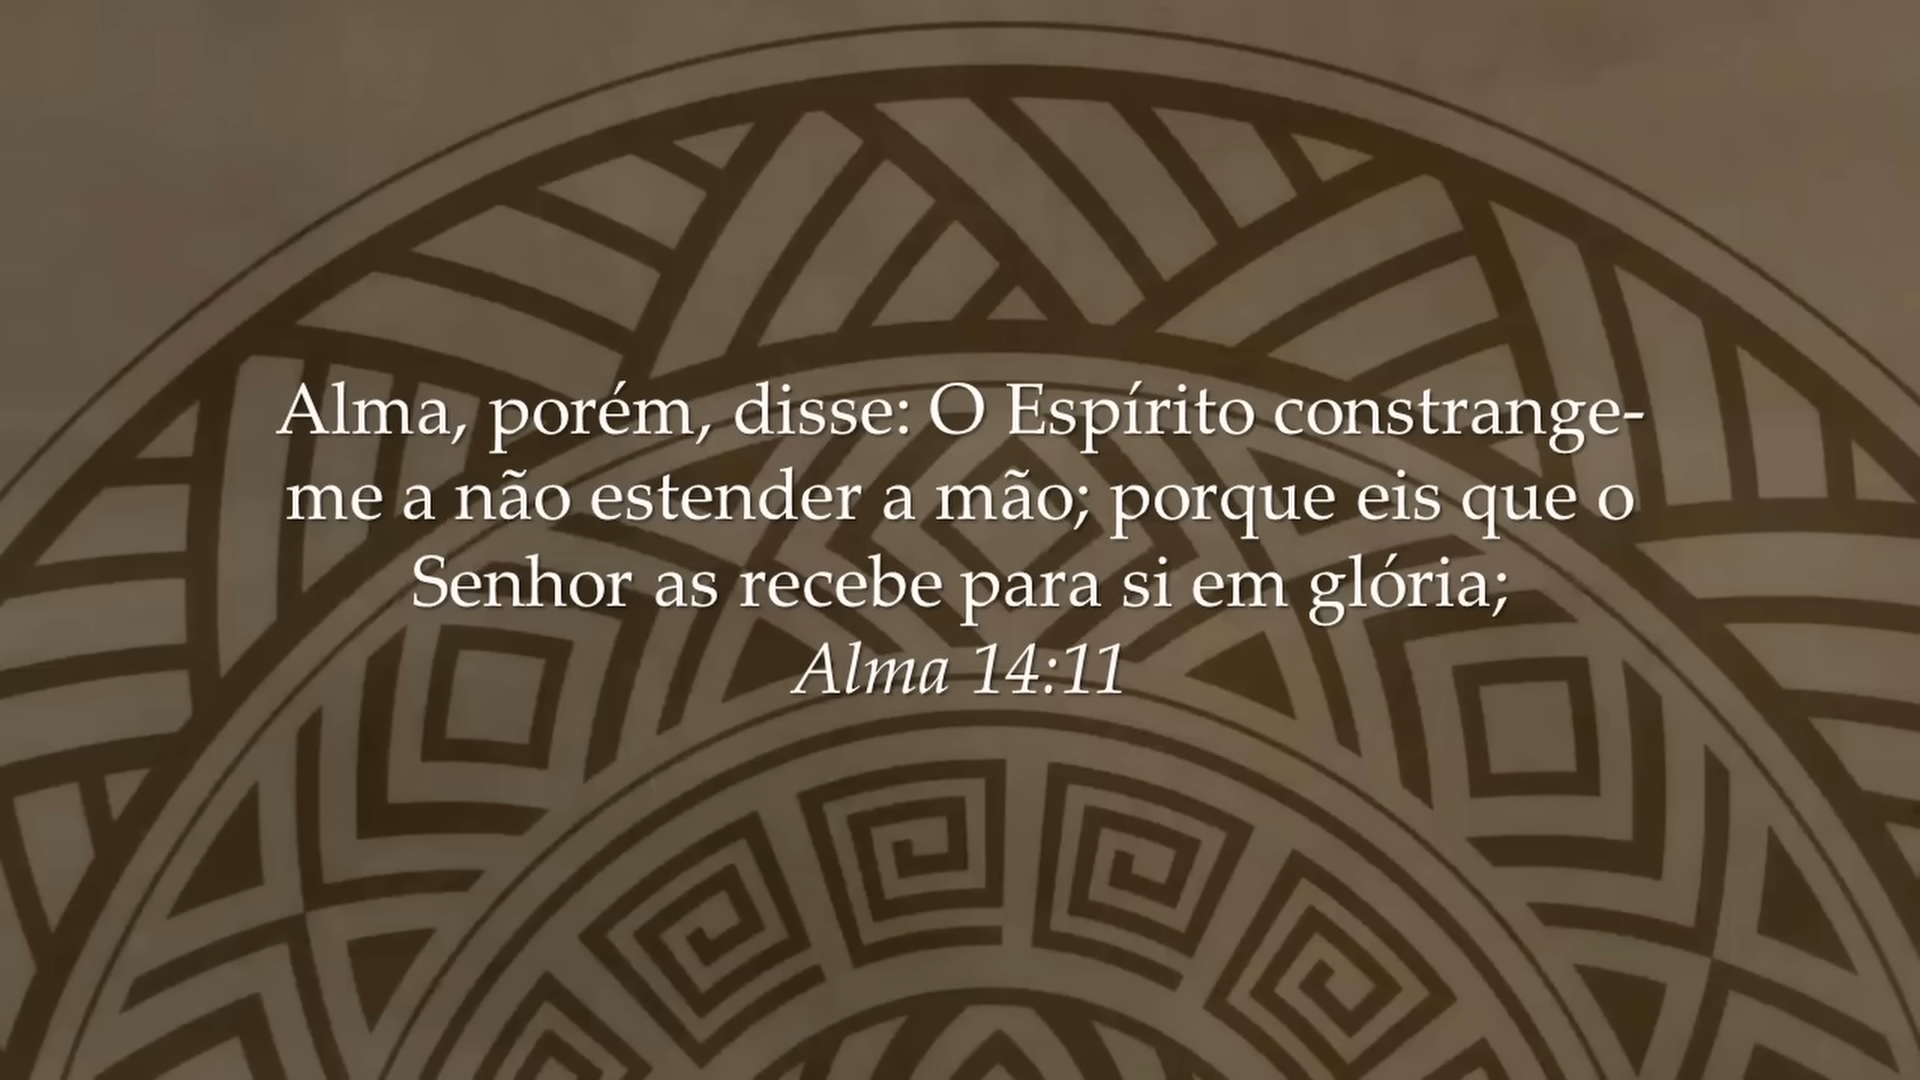 Alma, porém, disse: O Espírito constrange-
me a não estender a mão; porque eis que o
Senhor as recebe para si em glória;
Alma 14:11